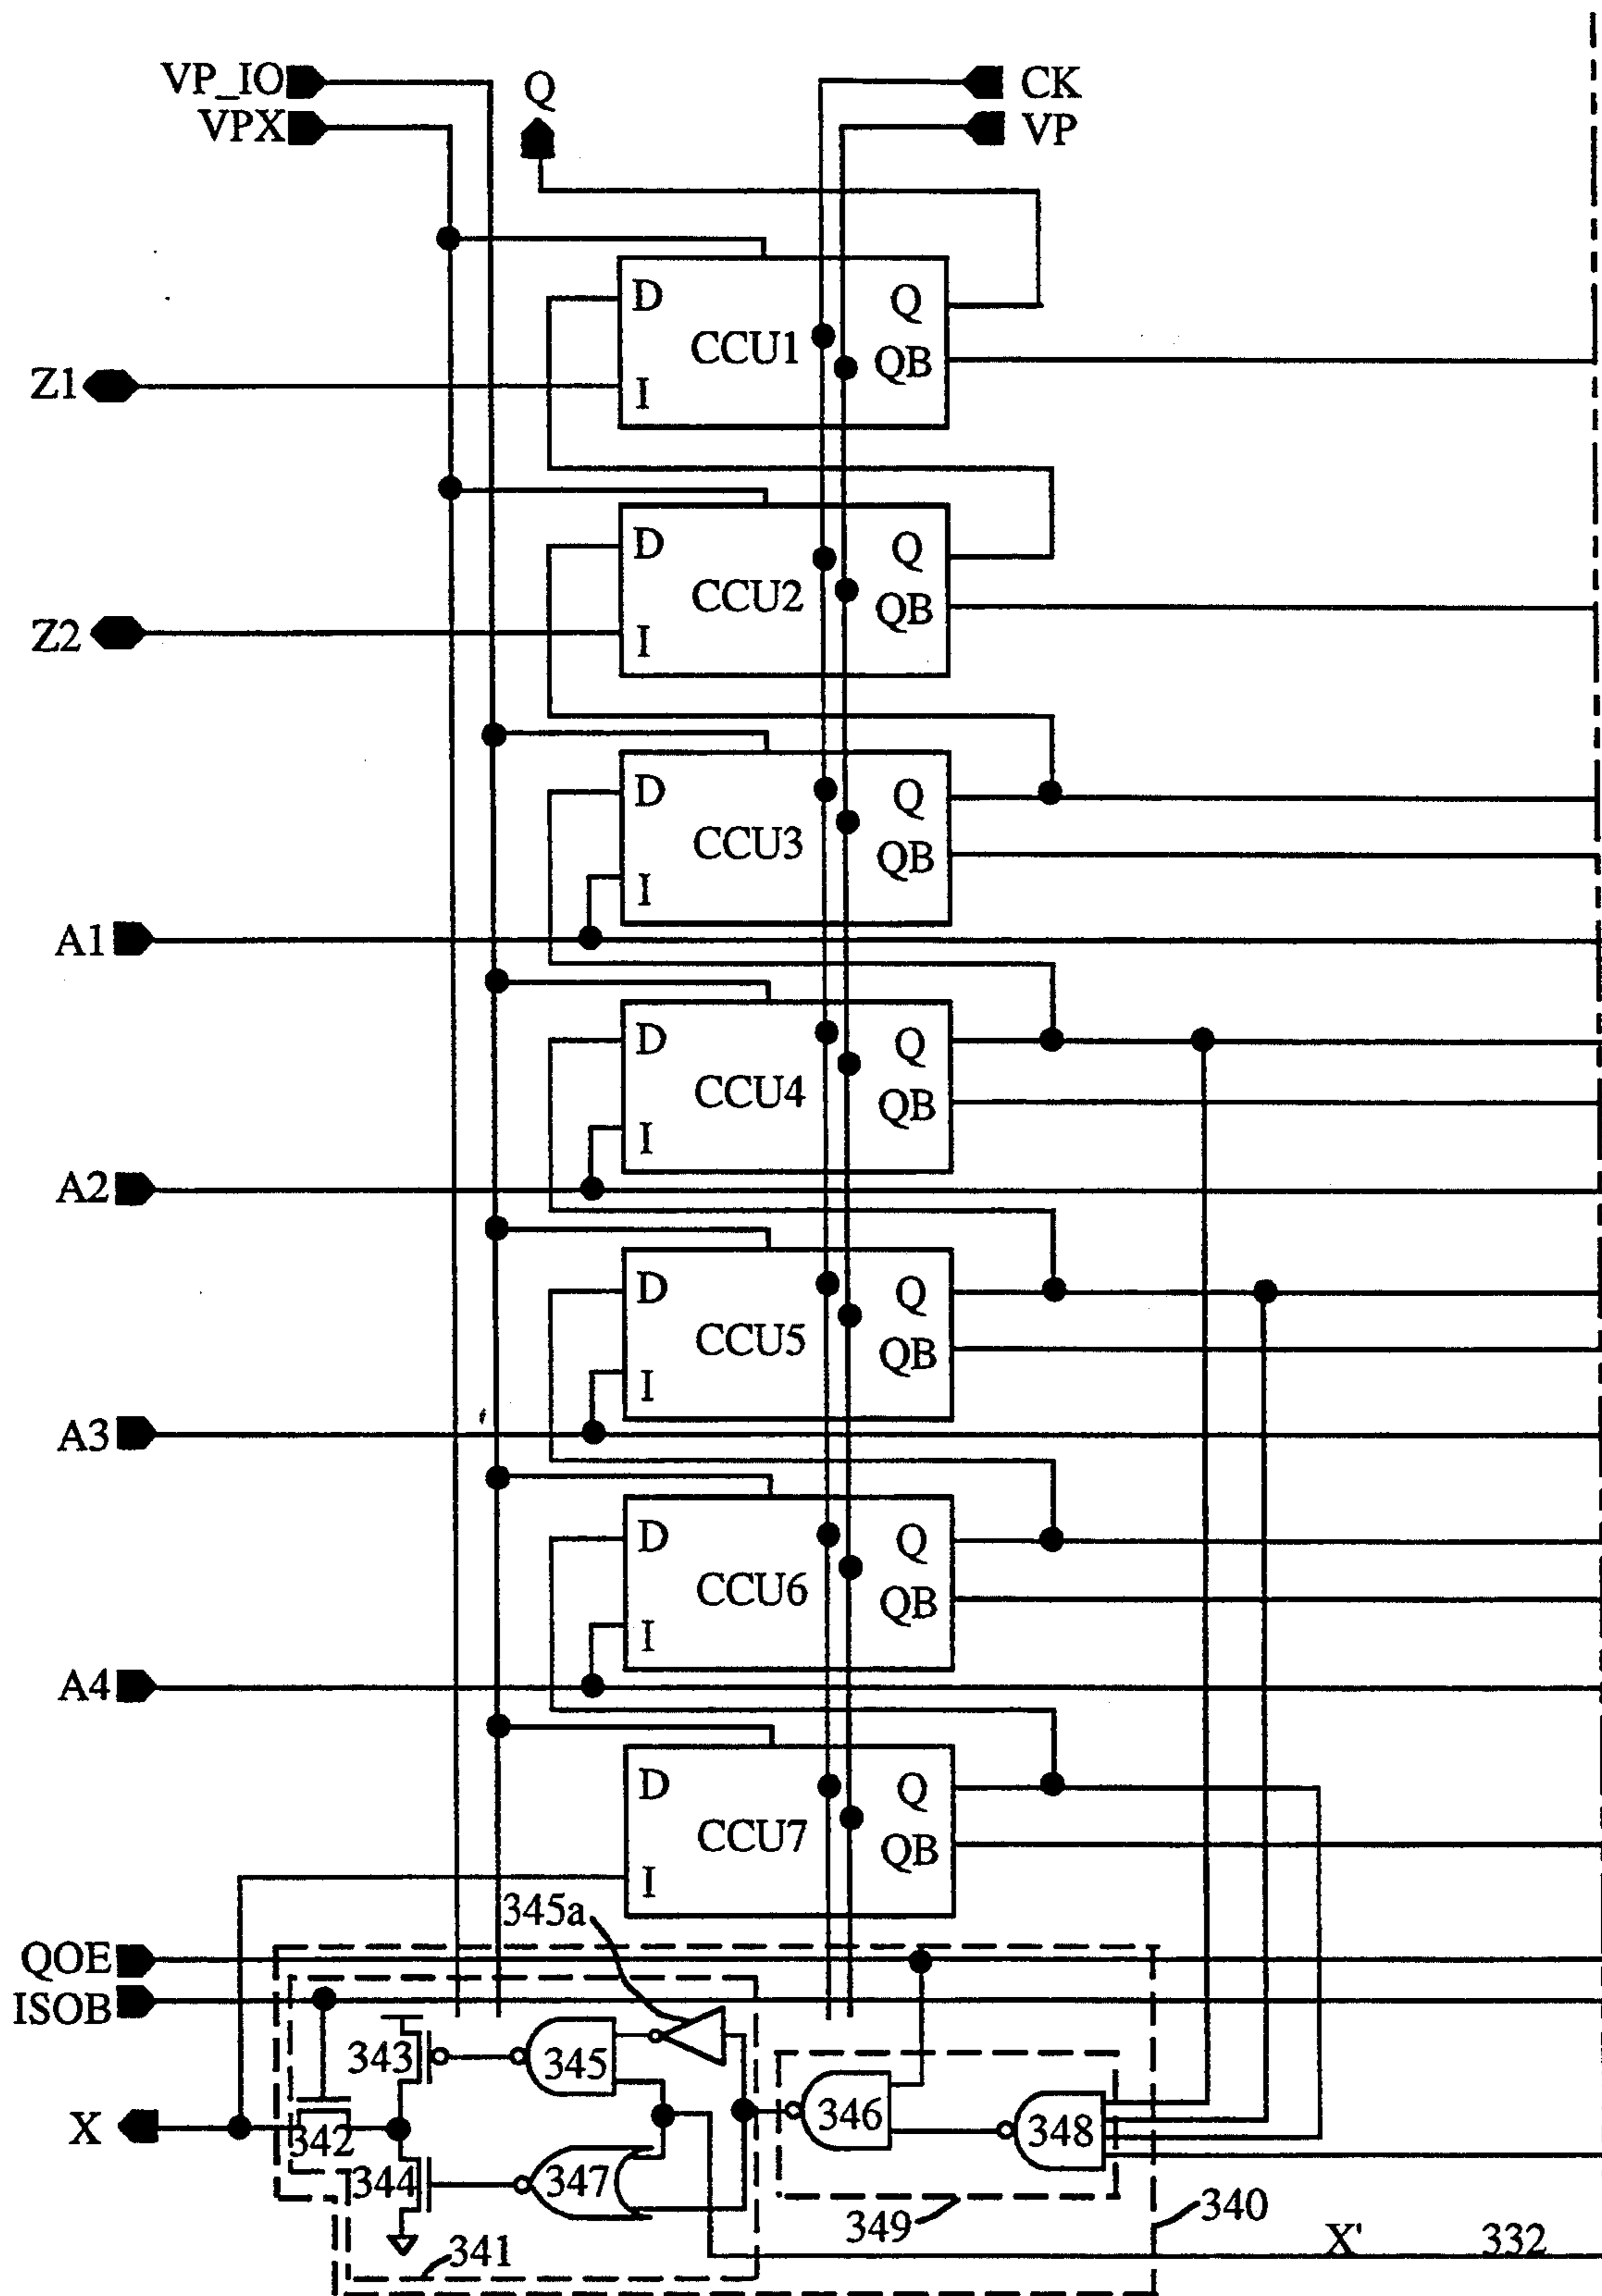 VP_IO
Q
CK
VPX
VP
D
Q
CCU1
QB
Z1
I
D
Q
CCU2
QB
Z2
I
D
Q
CCU3
QB
I
A1
D
Q
CCU4
QB
I
A2
D
Q
CCU5
QB
I
A3
D
Q
CCU6
QB
I
A4
D
Q
CCU7
QB
I
345a
QOE
ISOB
343
345
346
348
X
342
344
347
349
340
341
X'
332